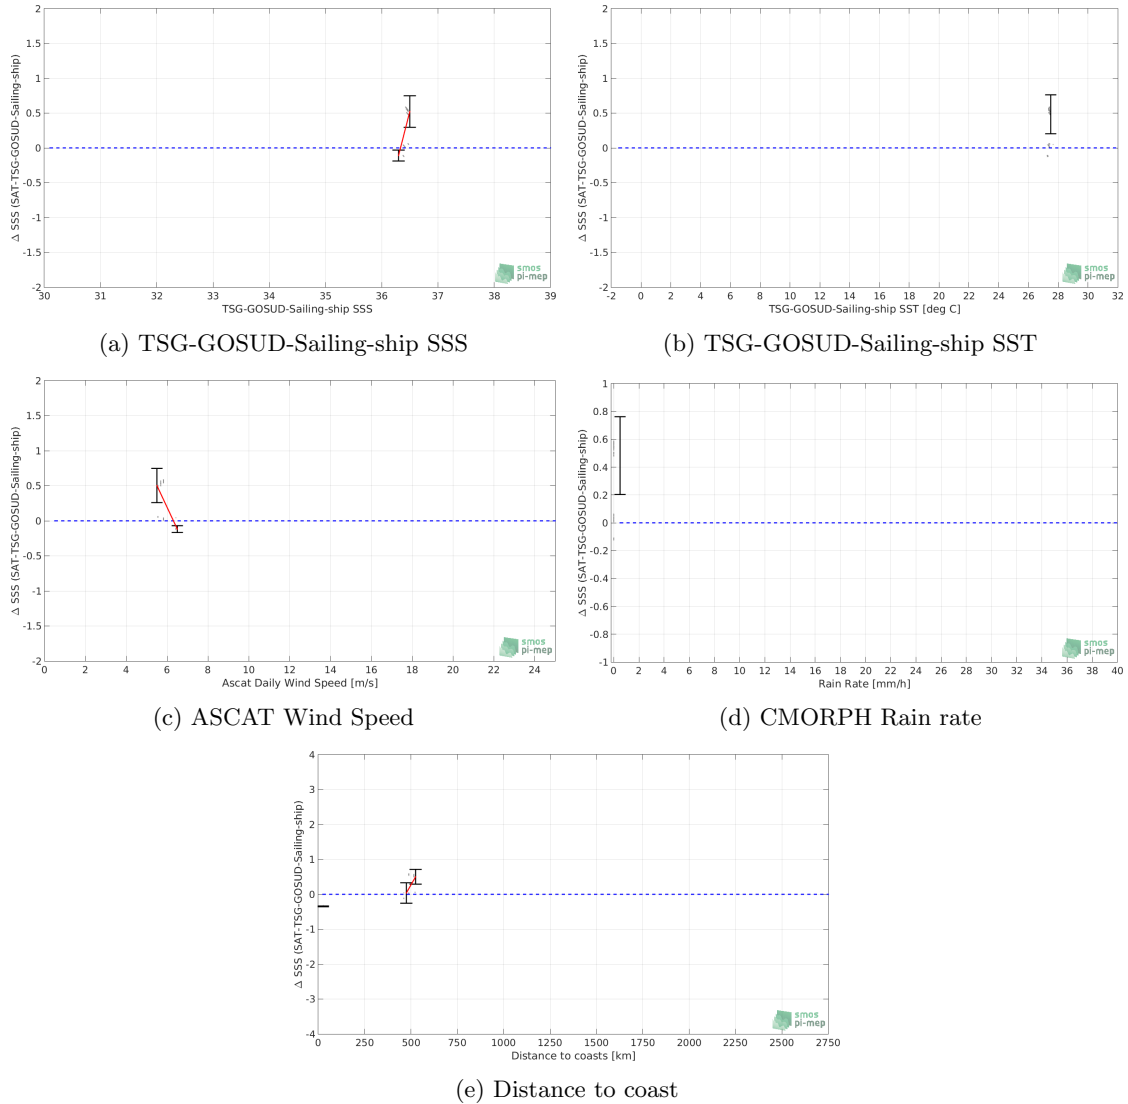 2
1.5
1
0.5
0
-0.5
-1
-1.5
-2
Δ SSS (SAT-TSG-GOSUD-Sailing-ship)
30 31 32 33 34 35 36 37 38 39
TSG-GOSUD-Sailing-ship SSS
smos
pi-mep
(a) TSG-GOSUD-Sailing-ship SSS
2
1.5
1
0.5
0
-0.5
-1
-1.5
-2
Δ SSS (SAT-TSG-GOSUD-Sailing-ship)
-2 0 2 4 6 8 10 12 14 16 18 20 22 24 26 28 30 32
TSG-GOSUD-Sailing-ship SST [deg C]
smos
pi-mep
(b) TSG-GOSUD-Sailing-ship SST
2
1.5
1
0.5
0
-0.5
-1
-1.5
-2
Δ SSS (SAT-TSG-GOSUD-Sailing-ship)
0 2 4 6 8 10 12 14 16 18 20 22 24
Ascat Daily Wind Speed [m/s]
smos
pi-mep
(c) ASCAT Wind Speed
1
0.8
0.6
0.4
0.2
0
-0.2
-0.4
-0.6
-0.8
-1
Δ SSS (SAT-TSG-GOSUD-Sailing-ship)
0 2 4 6 8 10 12 14 16 18 20 22 24 26 28 30 32 34 36 38 40
Rain Rate [mm/h]
smos
pi-mep
(d) CMORPH Rain rate
4
3
2
1
0
-1
-2
-3
-4
Δ SSS (SAT-TSG-GOSUD-Sailing-ship)
0 250 500 750 1000 1250 1500 1750 2000 2250 2500 2750
Distance to coasts [km]
smos
pi-mep
(e) Distance to coast